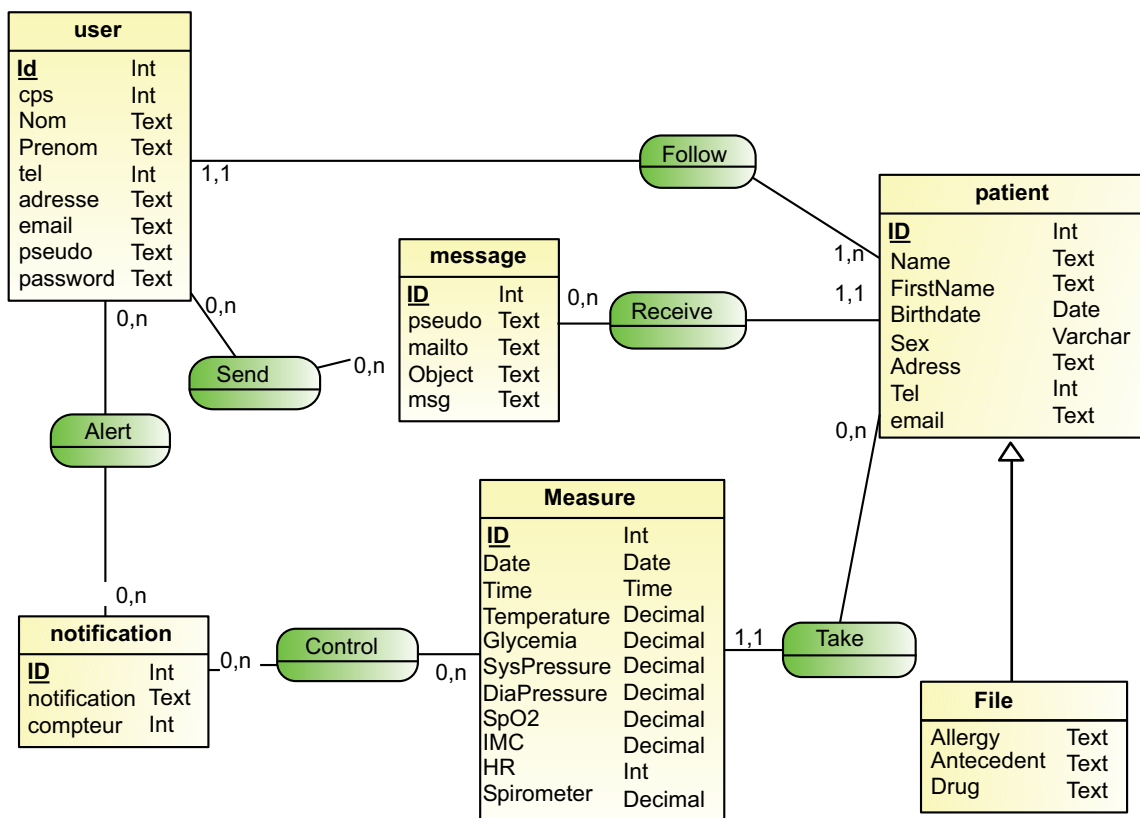 user
Id Int
cps Int
Nom Text
Prenom Text
tel Int
adresse Text
email Text
pseudo Text
password Text
1,1
Follow
1,n
patient
ID Int
Name Text
FirstName Text
Birthdate Date
Sex Varchar
Adress Text
Tel Int
email Text
message
ID Int
pseudo Text
mailto Text
Object Text
msg Text
0,n
Receive
1,1
0,n
Send
0,n
0,n
Alert
0,n
0,n
Measure
ID Int
Date Date
Time Time
Temperature Decimal
Glycemia Decimal
SysPressure Decimal
DiaPressure Decimal
SpO2 Decimal
IMC Decimal
HR Int
Spirometer Decimal
1,1
Take
notification
ID Int
notification Text
compteur Int
0,n
Control
0,n
File
Allergy Text
Antecedent Text
Drug Text